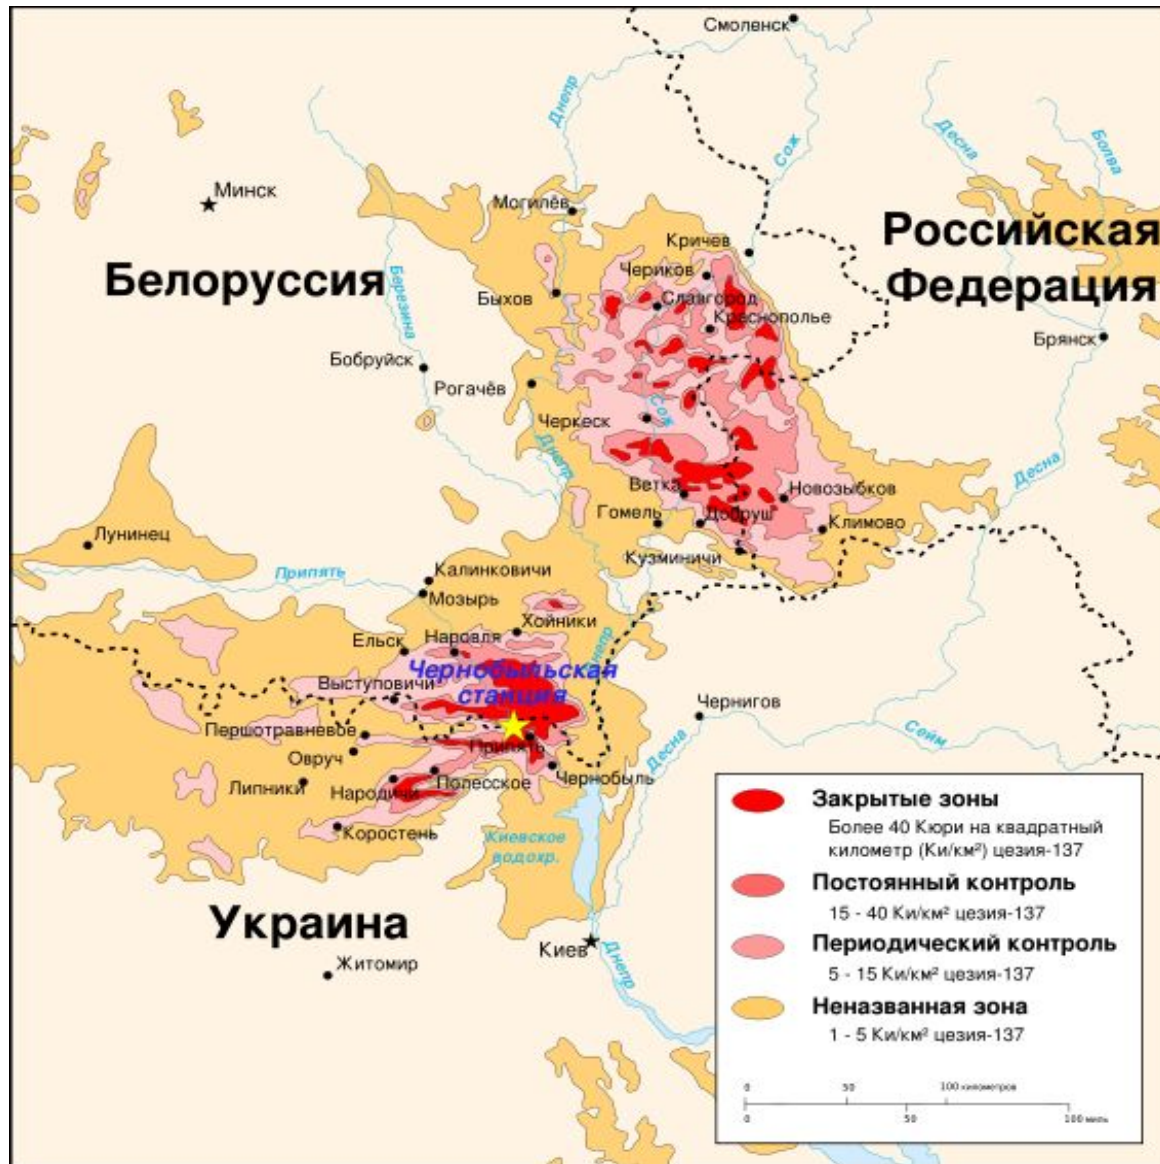 Смоленск
Днепр
Сож
Десна
Болва
Минск
Могилёв
Российская
Федерация
Кричев
Белоруссия
Березина
Чериков
Быхов
Славгород
Краснополье
Брянск
Бобруйск
Рогачёв
Черкеск
Сож
Днепр
Десна
Ветка
Новозыбков
Гомель
Добруш
Климово
Лунинец
Кузминичи
Припять
Калинковичи
Мозырь
Хойники
Ельск
Наровля
Днепр
Чернобыльская
станция
Выступовичи
Чернигов
Першотравневое
Припять
Сейм
Овруч
Десна
Липники
Народичи
Полесское
Чернобыль
Коростень
Киевское
водохр.
Украина
Киев
Житомир
Днепр
Закрытые зоны
Более 40 Кюри на квадратный
километр (Ки/км²) цезия-137
Постоянный контроль
15 - 40 Ки/км² цезия-137
Периодический контроль
5 - 15 Ки/км² цезия-137
Неназванная зона
1 - 5 Ки/км² цезия-137
0 50 100 километров
0 50 100 миль